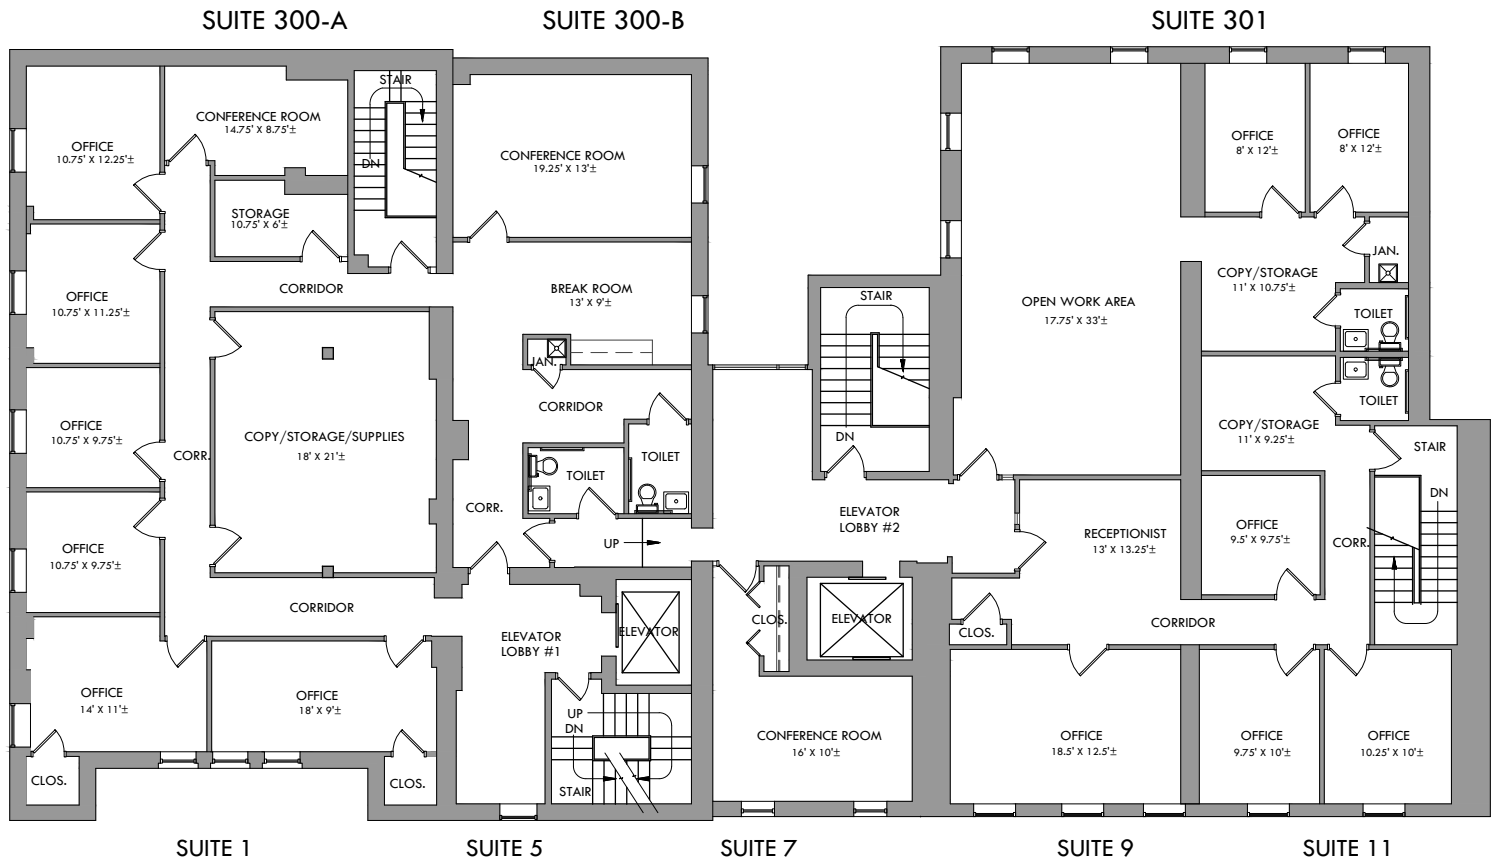 SUITE 300-A
SUITE 300-B
SUITE 301
OFFICE
10.75' X 12.25'±
CONFERENCE ROOM
14.75' X 8.75'±
STORAGE
10.75' X 6'±
STAIR
DN
CONFERENCE ROOM
19.25' X 13'±
OFFICE
10.75' X 11.25'±
CORRIDOR
BREAK ROOM
13' X 9'±
JAN.
CORRIDOR
OFFICE
10.75' X 9.75'±
CORR.
COPY/STORAGE/SUPPLIES
18' X 21'±
TOILET
TOILET
CORR.
UP
OFFICE
10.75' X 9.75'±
CORRIDOR
ELEVATOR
LOBBY #1
ELEVATOR
OFFICE
14' X 11'±
OFFICE
18' X 9'±
CLOS.
CLOS.
UP
DN
STAIR
STAIR
DN
ELEVATOR
LOBBY #2
CLOS.
ELEVATOR
CONFERENCE ROOM
16' X 10'±
OPEN WORK AREA
17.75' X 33'±
OFFICE
8' X 12'±
OFFICE
8' X 12'±
JAN.
COPY/STORAGE
11' X 10.75'±
TOILET
TOILET
COPY/STORAGE
11' X 9.25'±
STAIR
DN
RECEPTIONIST
13' X 13.25'±
OFFICE
9.5' X 9.75'±
CORR.
CLOS.
CORRIDOR
OFFICE
18.5' X 12.5'±
OFFICE
9.75' X 10'±
OFFICE
10.25' X 10'±
SUITE 1
SUITE 5
SUITE 7
SUITE 9
SUITE 11